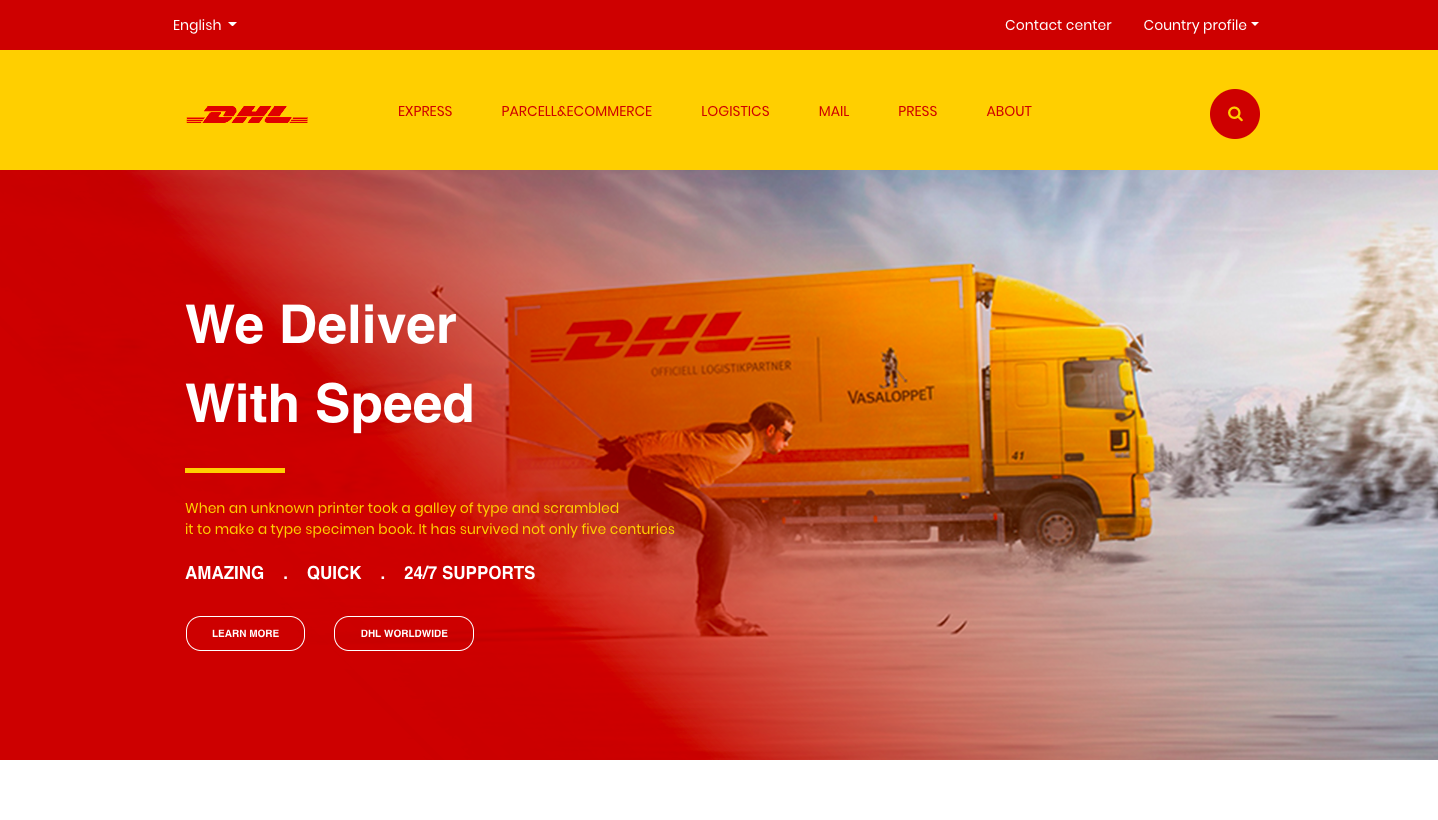 English
Contact center
Country profile
DHL
EXPRESS
PARCELL&ECOMMERCE
LOGISTICS
MAIL
PRESS
ABOUT
We Deliver
With Speed
When an unknown printer took a galley of type and scrambled
it to make a type specimen book. It has survived not only five centuries
AMAZING . QUICK . 24/7 SUPPORTS
LEARN MORE
DHL WORLDWIDE
DHL
OFFICIELL LOGISTIKPARTNER
VASALOPPET
41